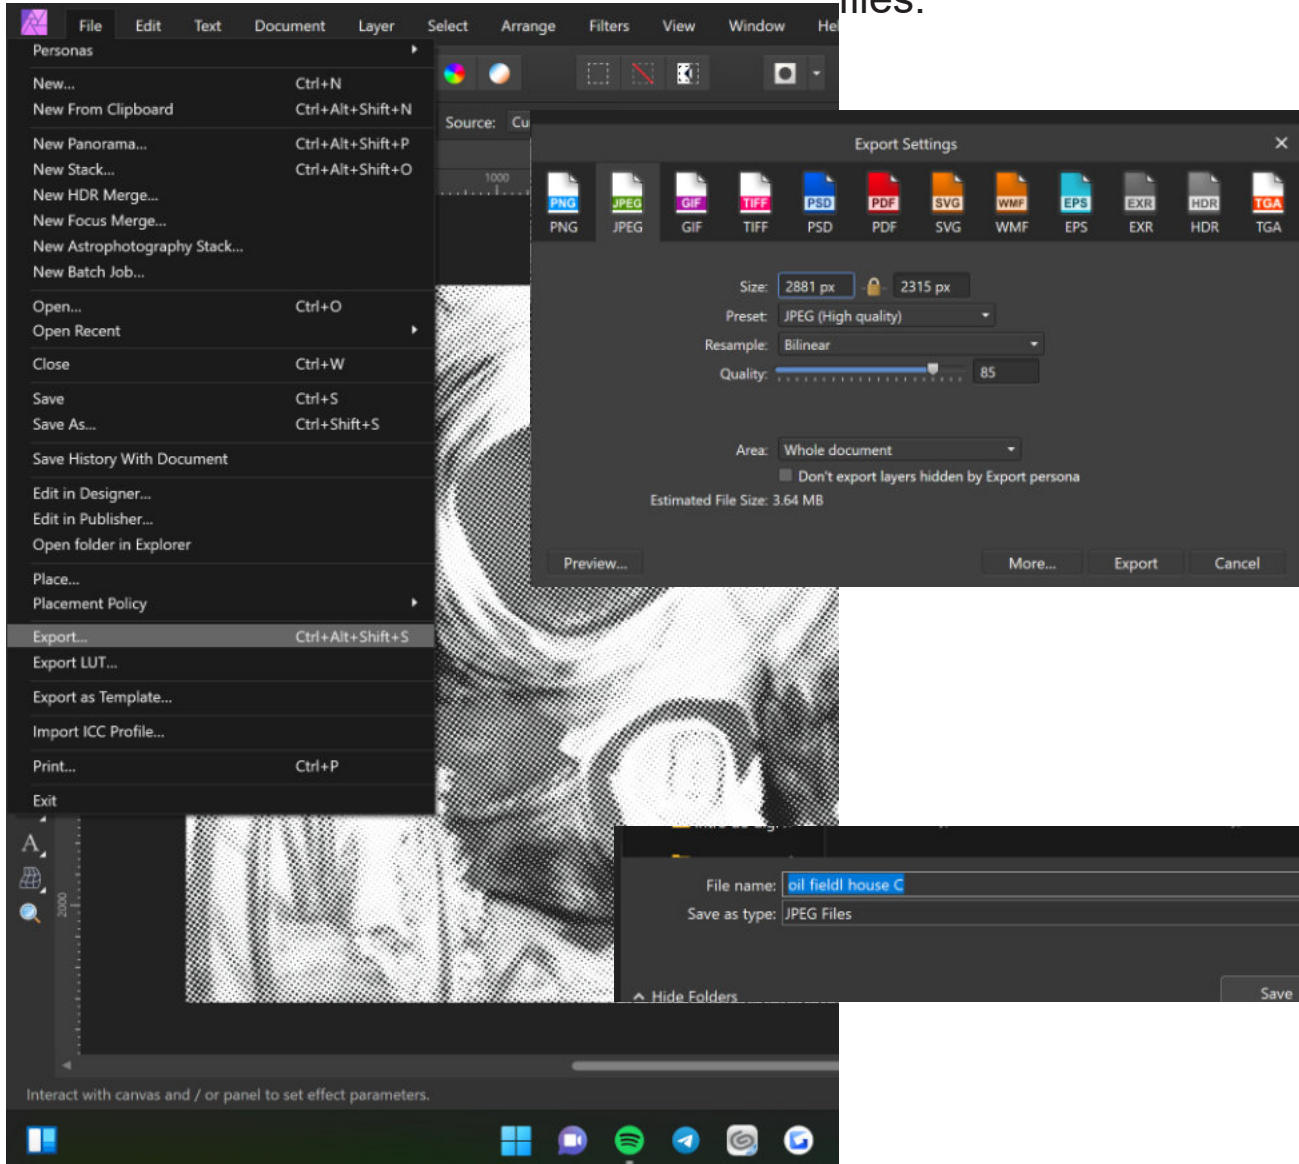 files.
File Edit Text Document Layer Select Arrange Filters View Window Hel
Personas
New... Ctrl+N
New From Clipboard Ctrl+Alt+Shift+N
New Panorama... Ctrl+Alt+Shift+P
New Stack... Ctrl+Alt+Shift+O
New HDR Merge...
New Focus Merge...
New Astrophotography Stack...
New Batch Job...
Open... Ctrl+O
Open Recent
Close Ctrl+W
Save Ctrl+S
Save As... Ctrl+Shift+S
Save History With Document
Edit in Designer...
Edit in Publisher...
Open folder in Explorer
Place...
Placement Policy
Export... Ctrl+Alt+Shift+S
Export LUT...
Export as Template...
Import ICC Profile...
Print... Ctrl+P
Exit
Source: Cu
1000
Export Settings
PNG JPEG GIF TIFF PSD PDF SVG WMF EPS EXR HDR TGA
PNG JPEG GIF TIFF PSD PDF SVG WMF EPS EXR HDR TGA
Size: 2881 px 2315 px
Preset: JPEG (High quality)
Resample: Bilinear
Quality: 85
Area: Whole document
Don't export layers hidden by Export persona
Estimated File Size: 3.64 MB
Preview... More... Export Cancel
A
2000
File name: oil fieldl house C
Save as type: JPEG Files
Hide Folders Save
Interact with canvas and / or panel to set effect parameters.